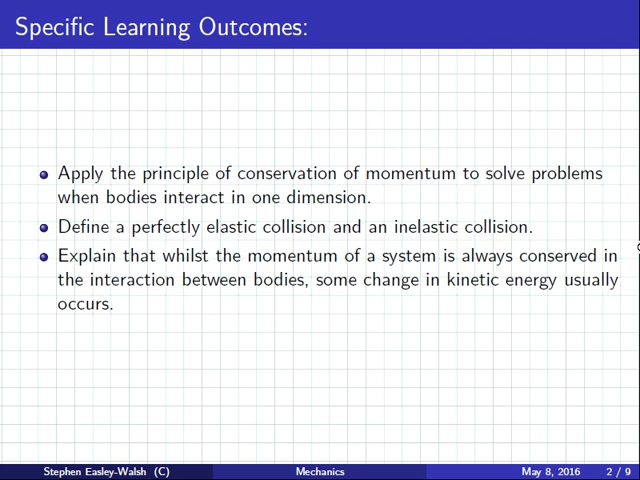 Specific Learning Outcomes:
Apply the principle of conservation of momentum to solve problems
when bodies interact in one dimension.
Define a perfectly elastic collision and an inelastic collision.
Explain that whilst the momentum of a system is always conserved in
the interaction between bodies, some change in kinetic energy usually
occurs.
Stephen Easley-Walsh (C) Mechanics May 8, 2016 2 / 9